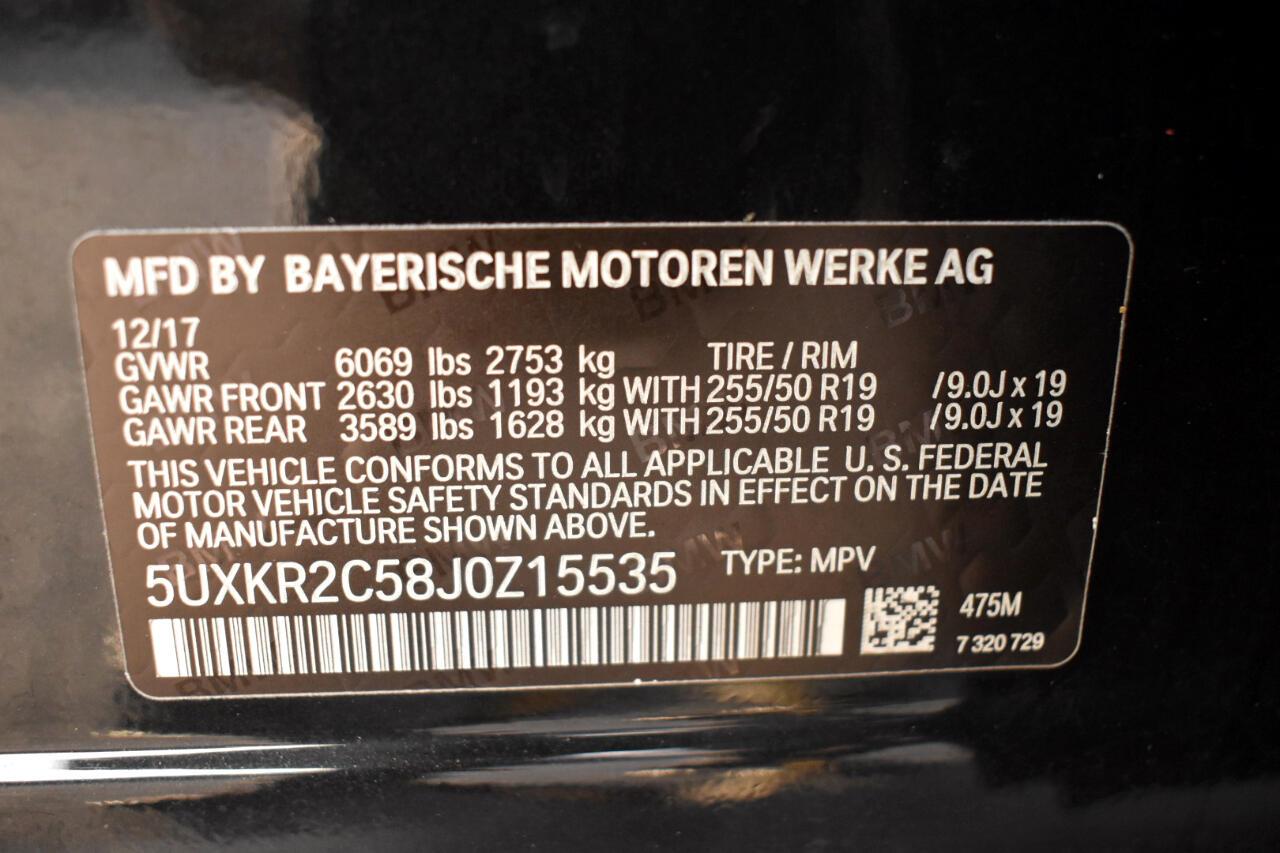 MFD BY BAYERISCHE MOTOREN WERKE AG
12/17
GVWR 6069 lbs 2753 kg TIRE / RIM
GAWR FRONT 2630 lbs 1193 kg WITH 255/50 R19 /9.0J x 19
GAWR REAR 3589 lbs 1628 kg WITH 255/50 R19 /9.0J x 19
THIS VEHICLE CONFORMS TO ALL APPLICABLE U. S. FEDERAL
MOTOR VEHICLE SAFETY STANDARDS IN EFFECT ON THE DATE
OF MANUFACTURE SHOWN ABOVE.
5UXKR2C58J0Z15535 TYPE: MPV
475M
7 320 729